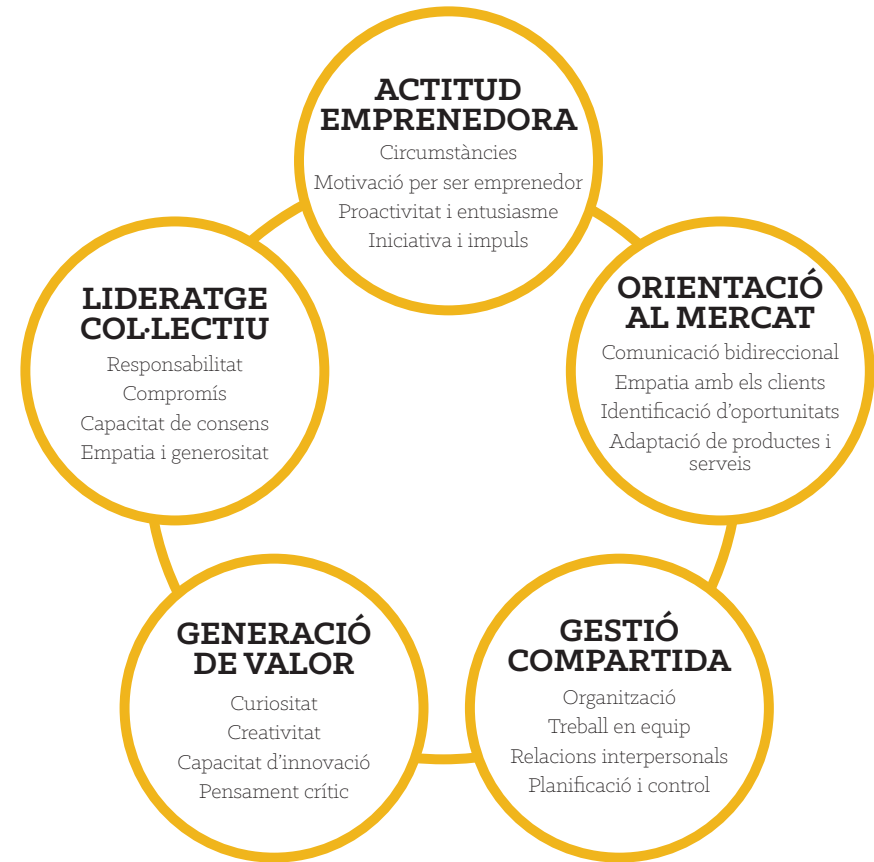 ACTITUD
EMPRENEDORA
Circumstàncies
Motivació per ser emprenedor
Proactivitat i entusiasme
Iniciativa i impuls
ORIENTACIÓ
AL MERCAT
Comunicació bidireccional
Empatia amb els clients
Identificació d’oportunitats
Adaptació de productes i
serveis
GESTIÓ
COMPARTIDA
Organització
Treball en equip
Relacions interpersonals
Planificació i control
GENERACIÓ
DE VALOR
Curiositat
Creativitat
Capacitat d’innovació
Pensament crític
LIDERATGE
COL·LECTIU
Responsabilitat
Compromís
Capacitat de consens
Empatia i generositat